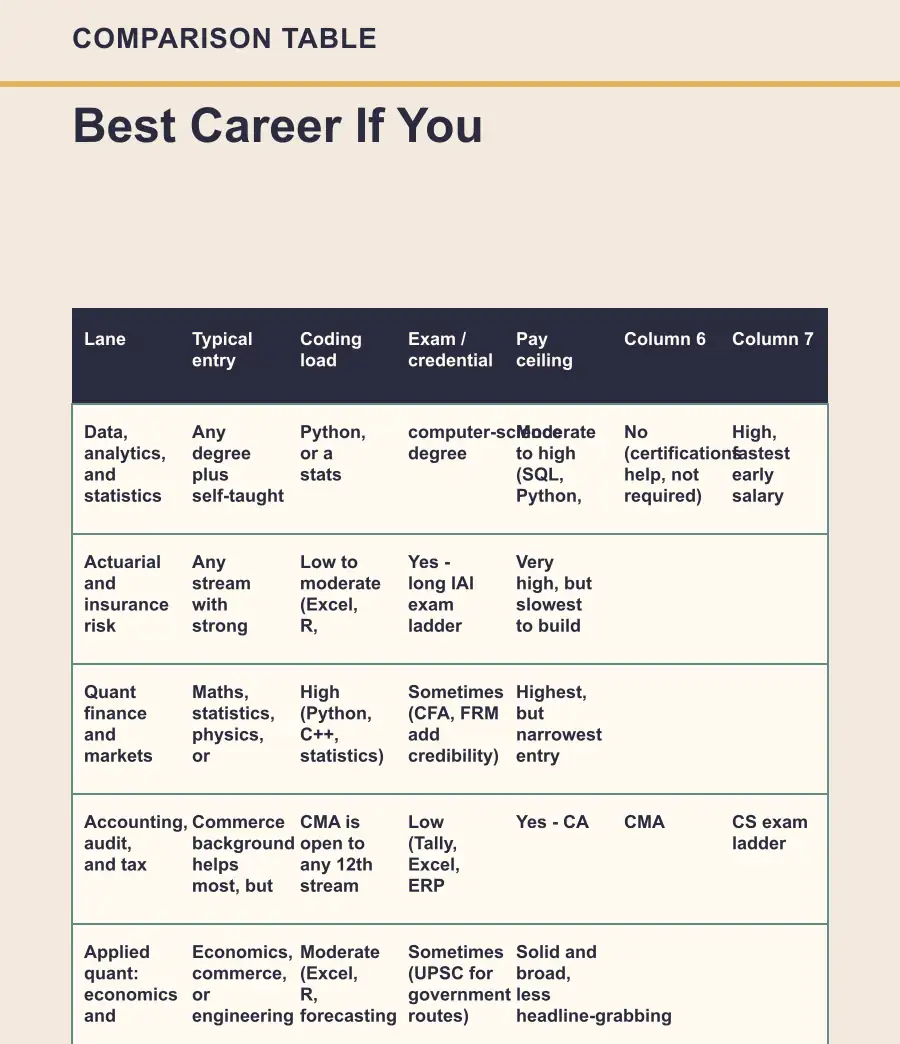 COMPARISON TABLE
Best Career If You
Lane
Typical
entry
Coding
load
Exam /
credential
Pay
ceiling
Column 6
Column 7
Data,
analytics,
and
statistics
Any
degree
plus
self-taught
Python,
or a
stats
computer-science
degree
Moderate
to high
(SQL,
Python,
No
(certifications
help, not
required)
High,
fastest
early
salary
Actuarial
and
insurance
risk
Any
stream
with
strong
Low to
moderate
(Excel,
R,
Yes -
long IAI
exam
ladder
Very
high, but
slowest
to build
Quant
finance
and
markets
Maths,
statistics,
physics,
or
High
(Python,
C++,
statistics)
Sometimes
(CFA, FRM
add
credibility)
Highest,
but
narrowest
entry
Accounting,
audit,
and tax
Commerce
background
helps
most, but
CMA is
open to
any 12th
stream
Low
(Tally,
Excel,
ERP
Yes - CA
CMA
CS exam
ladder
Applied
quant:
economics
and
Economics,
commerce,
or
engineering
Moderate
(Excel,
R,
forecasting
Sometimes
(UPSC for
government
routes)
Solid and
broad,
less
headline-grabbing